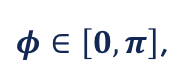 ϕ ∈ [0, π],